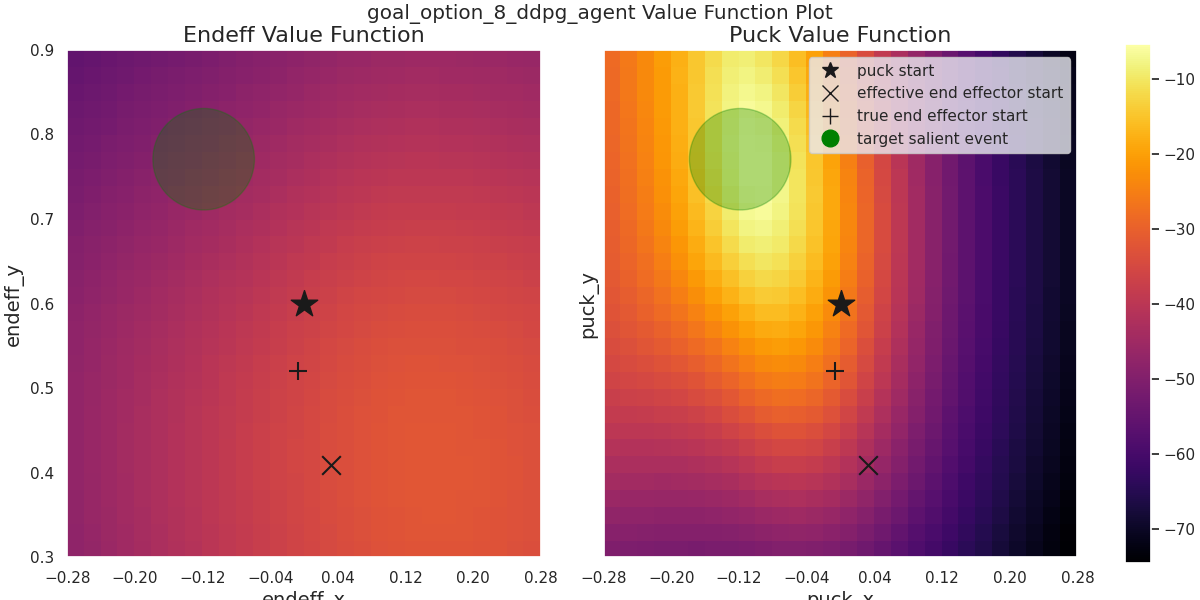 goal_option_8_ddpg_agent Value Function Plot
Endeff Value Function
Puck Value Function
puck start
effective end effector start
true end effector start
target salient event
endeff_y
0.9
0.8
0.7
0.6
0.5
0.4
0.3
−0.28 −0.20 −0.12 −0.04 0.04 0.12 0.20 0.28
endeff_x
puck_y
−0.28 −0.20 −0.12 −0.04 0.04 0.12 0.20 0.28
puck_x
−10
−20
−30
−40
−50
−60
−70